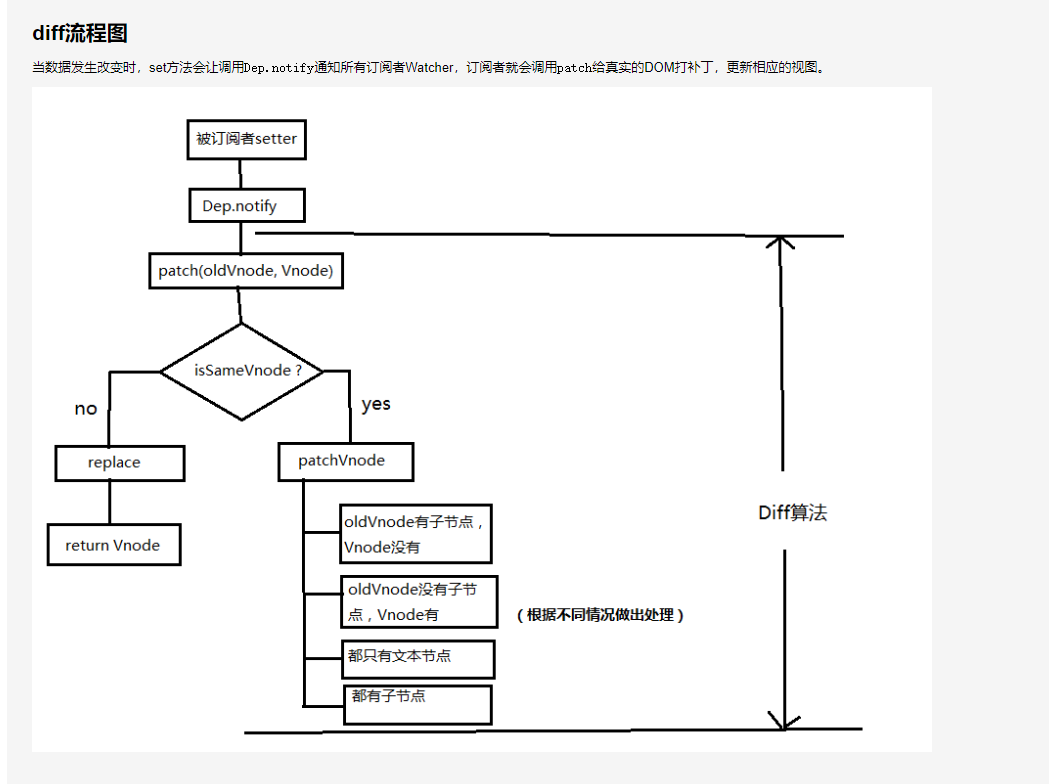 diff流程图
当数据发生改变时，set方法会让调用Dep.notify通知所有订阅者Watcher，订阅者就会调用patch给真实的DOM打补丁，更新相应的视图。
被订阅者setter
Dep.notify
patch(oldVnode, Vnode)
isSameVnode ?
no
yes
replace
patchVnode
return Vnode
oldVnode有子节点，
Vnode没有
oldVnode没有子节
点，Vnode有
都只有文本节点
都有子节点
（根据不同情况做出处理）
Diff算法